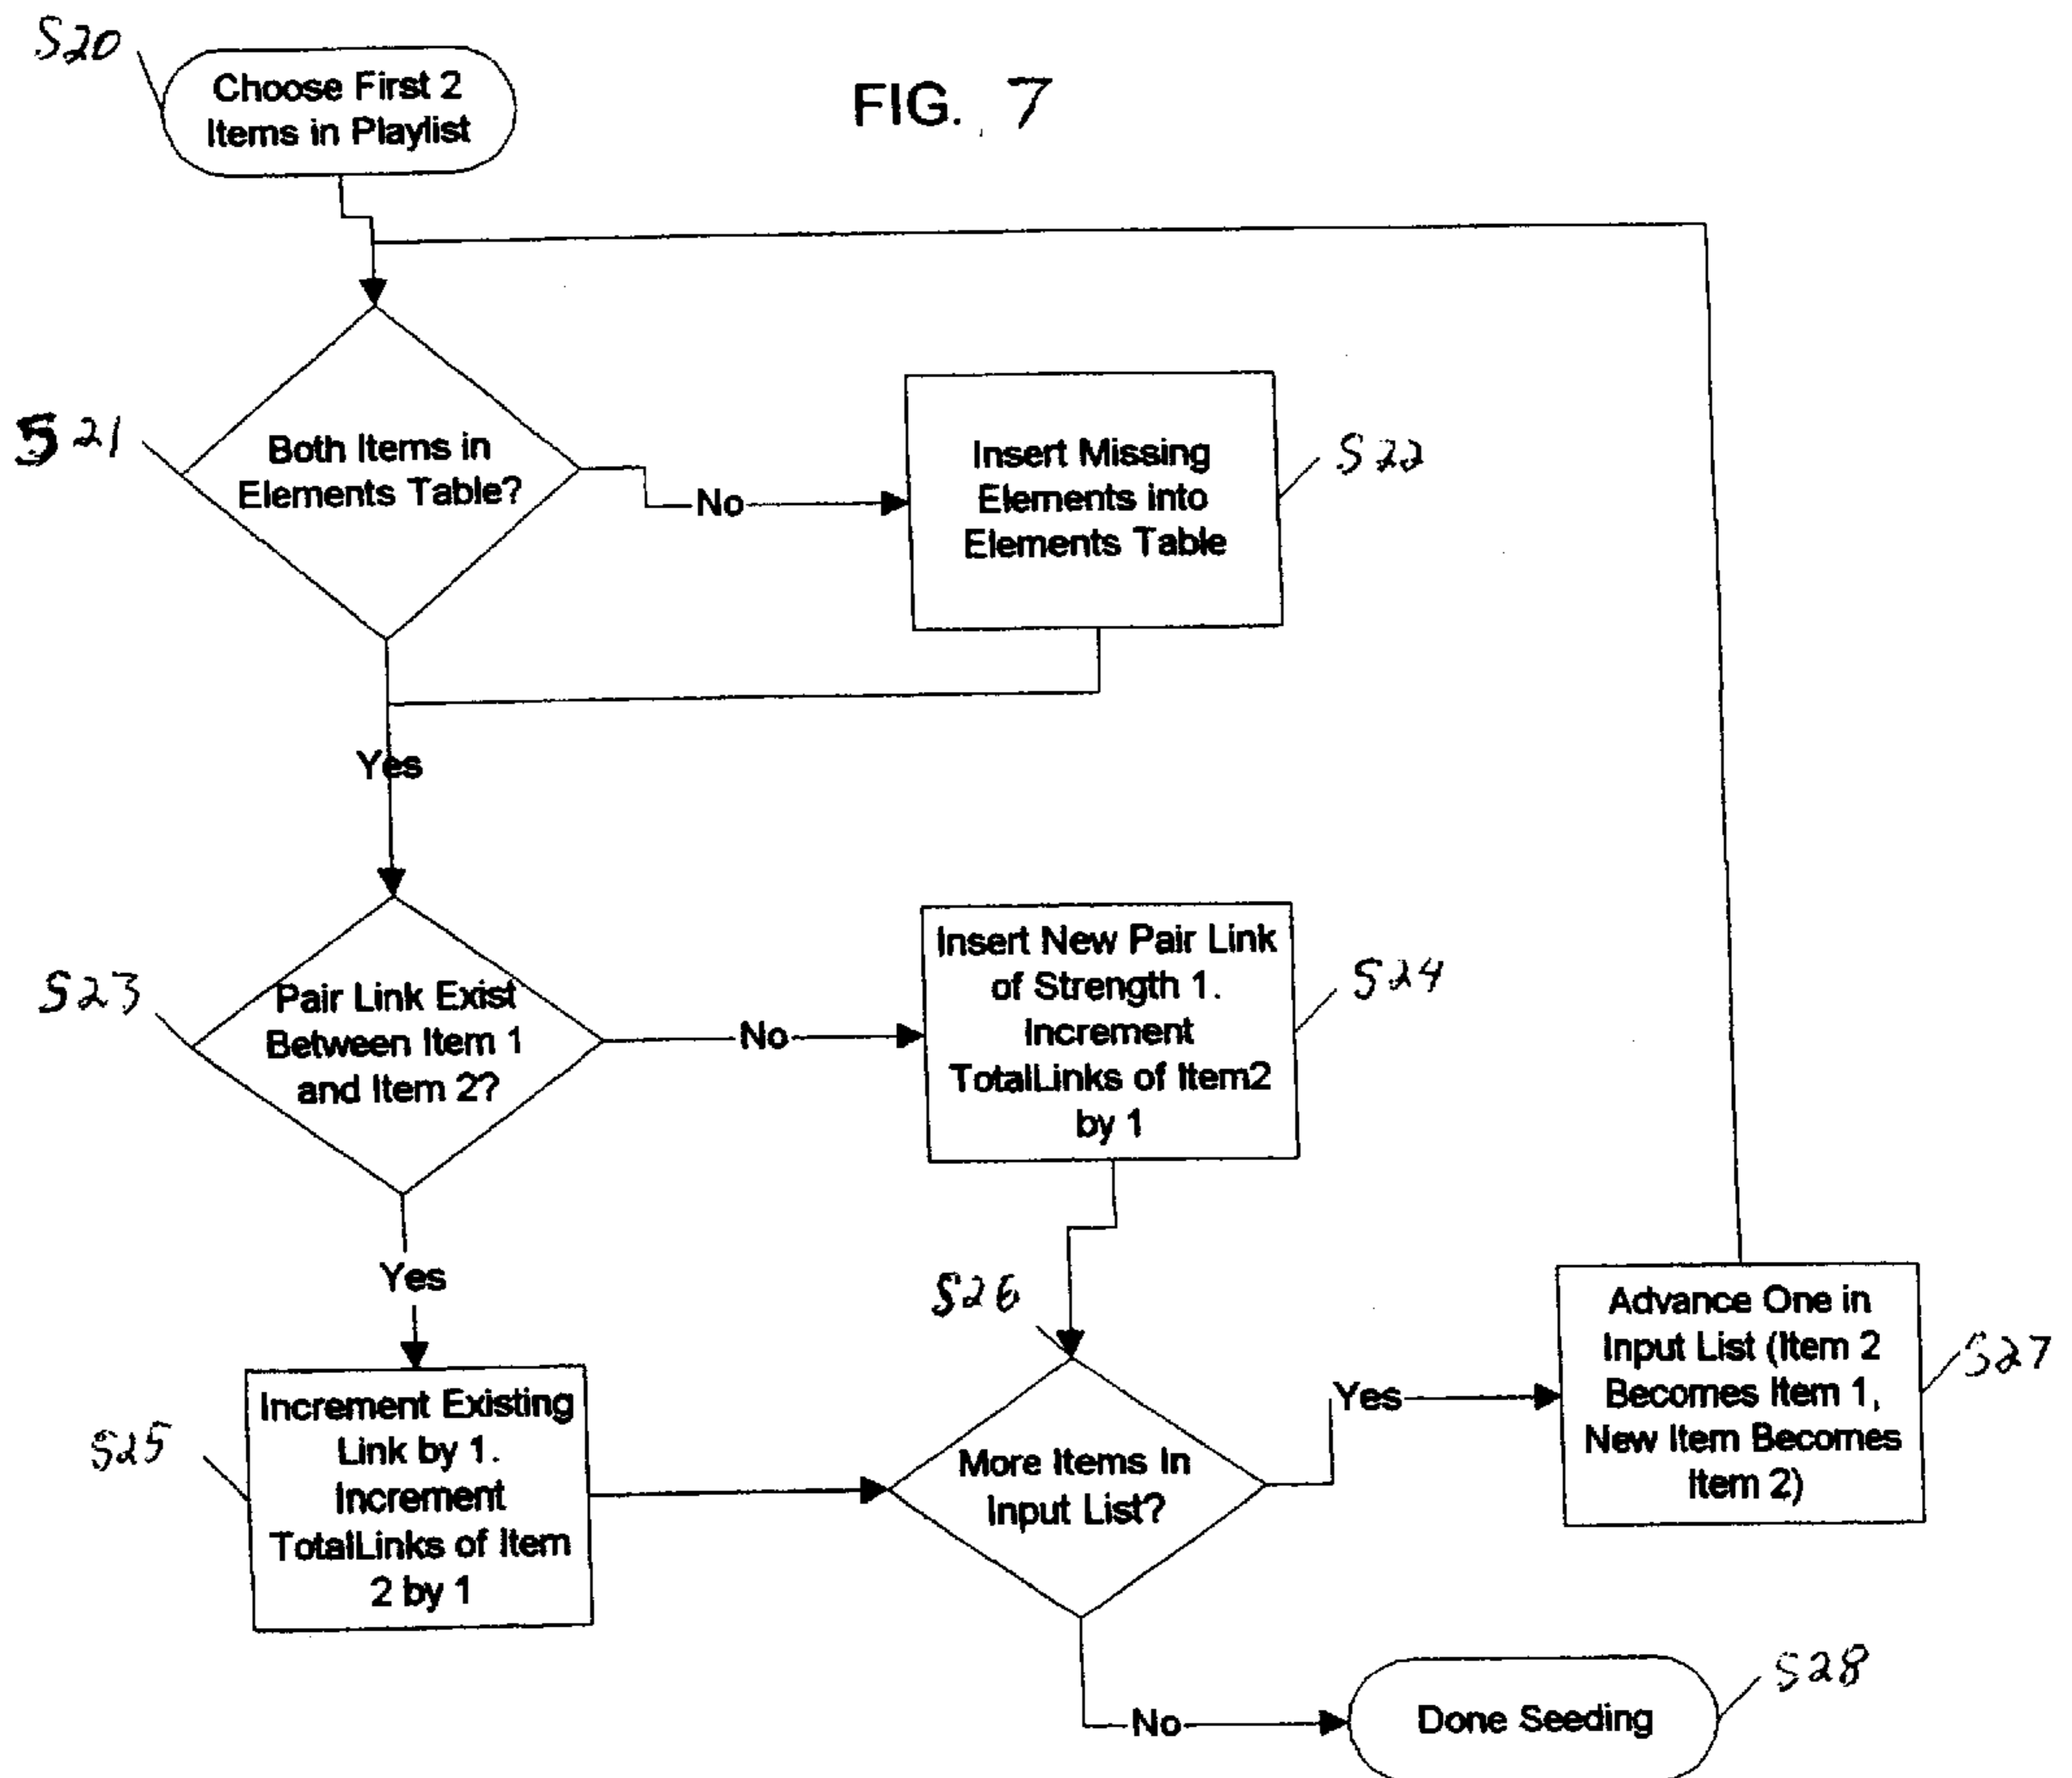 S20
Choose First 2
Items in Playlist
FIG. 7
S21
Both Items in
Elements Table?
No
Insert Missing
Elements into
Elements Table
S22
Yes
S23
Pair Link Exist
Between Item 1
and Item 2?
No
Insert New Pair Link
of Strength 1.
Increment
TotalLinks of Item2
by 1
S24
Yes
S25
Increment Existing
Link by 1.
Increment
TotalLinks of Item
2 by 1
S26
More Items In
Input List?
Yes
Advance One in
Input List (Item 2
Becomes Item 1,
New Item Becomes
Item 2)
S27
No
Done Seeding
S28